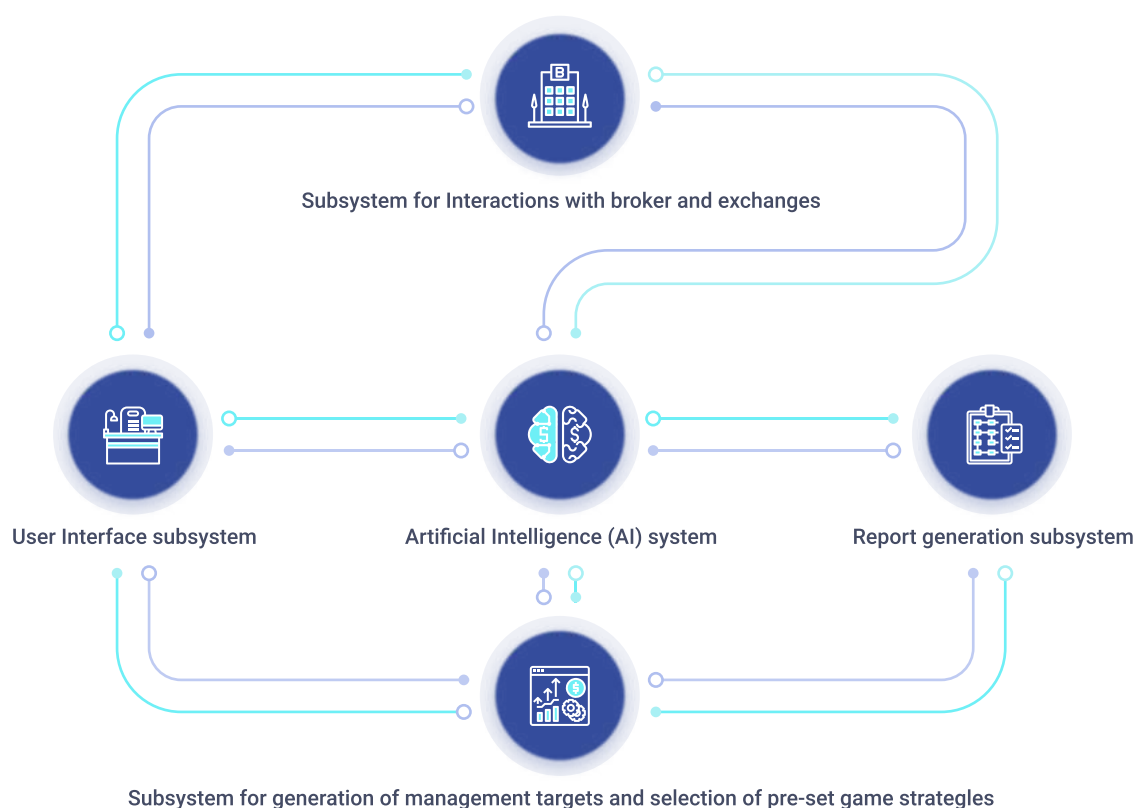 B
Subsystem for Interactions with broker and exchanges
$ $
User Interface subsystem
Artificial Intelligence (AI) system
Report generation subsystem
$
Subsystem for generation of management targets and selection of pre-set game strategles